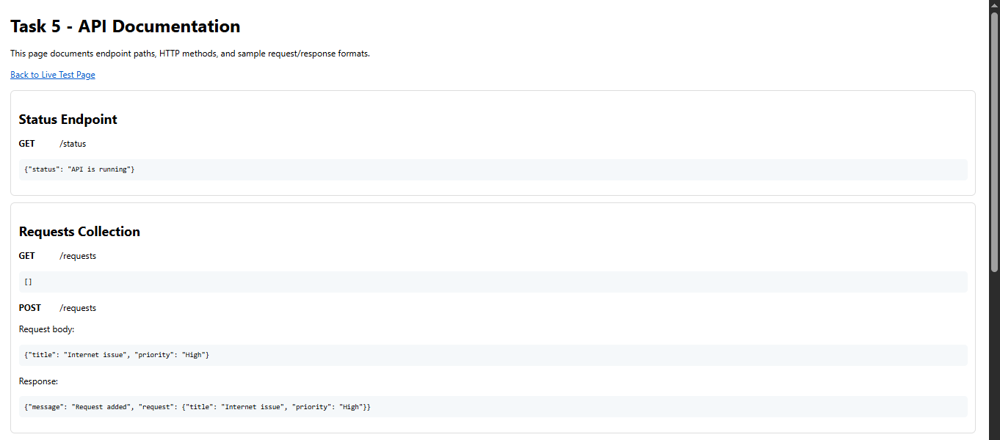 Task 5 - API Documentation
This page documents endpoint paths, HTTP methods, and sample request/response formats.
Back to Live Test Page
Status Endpoint
GET /status
{"status": "API is running"}
Requests Collection
GET /requests
[]
POST /requests
Request body:
{"title": "Internet issue", "priority": "High"}
Response:
{"message": "Request added", "request": {"title": "Internet issue", "priority": "High"}}